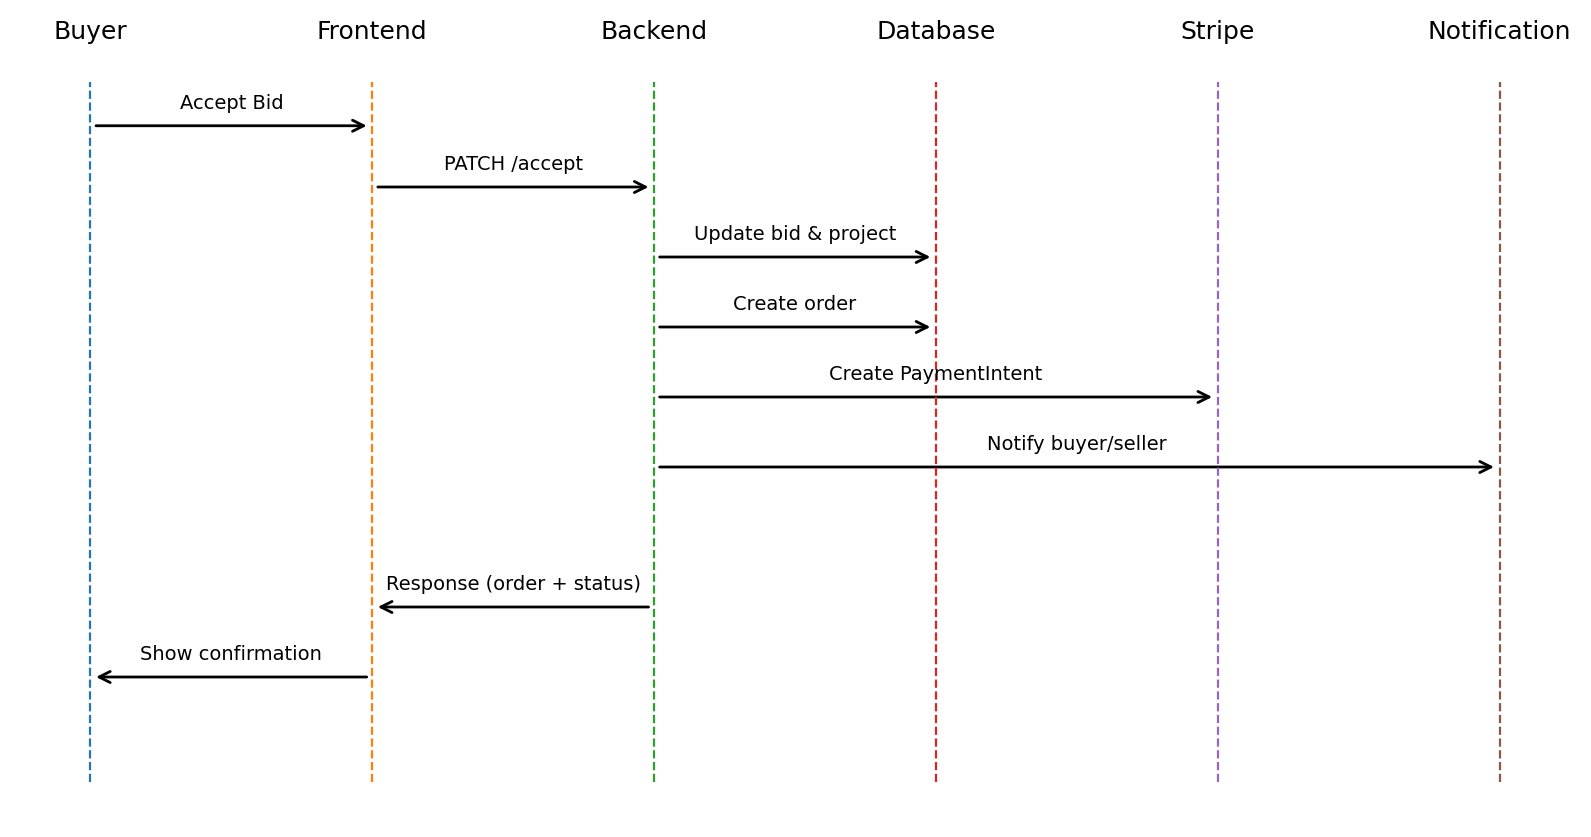 Buyer
Frontend
Backend
Database
Stripe
Notification
Accept Bid
PATCH /accept
Update bid & project
Create order
Create PaymentIntent
Notify buyer/seller
Response (order + status)
Show confirmation